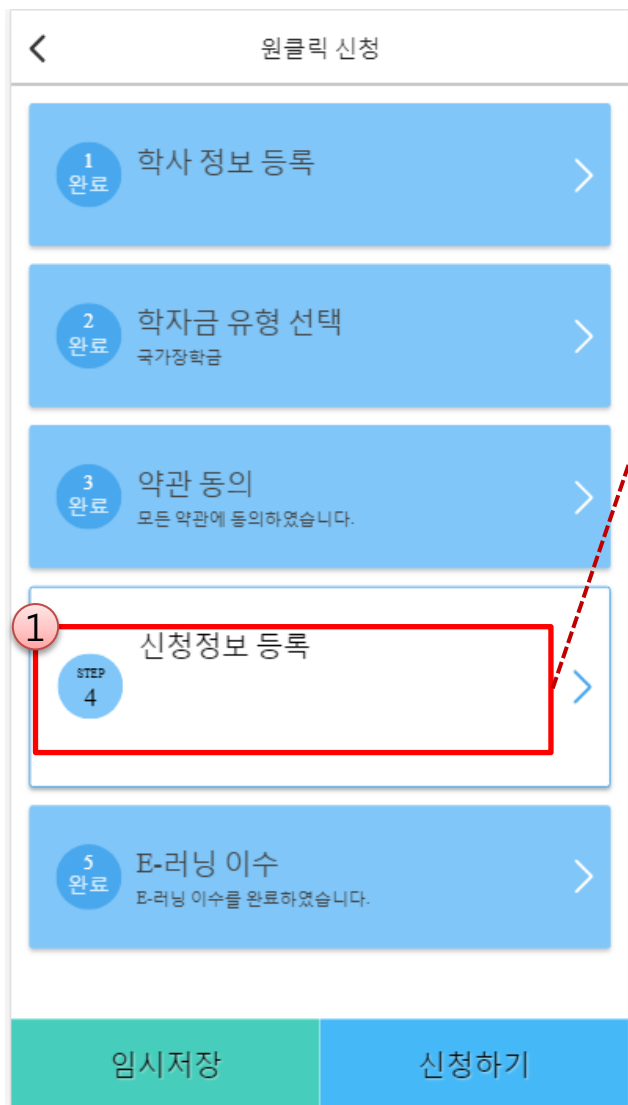 원클릭 신청
1
완료
학사 정보 등록
2
완료
학자금 유형 선택
국가장학금
3
완료
약관 동의
모든 약관에 동의하였습니다.
1
신청정보 등록
STEP
4
5
완료
E-러닝 이수
E-러닝 이수를 완료하였습니다.
임시저장
신청하기